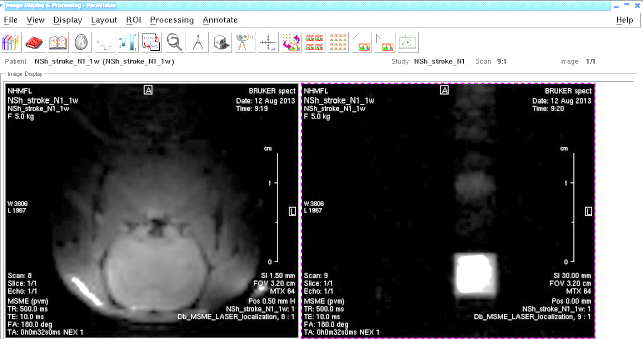 Image Display & Processing - ParaVision
File View Display Layout ROI Processing Annotate Help
Patient NSh_stroke_N1_1w (NSh_stroke_N1_1w) Study NSh_stroke_N1_ Scan 9:1 Image 1/1
Image Display
NHMFL A BRUKER spect
NSh_stroke_N1_1w Date: 12 Aug 2013
NSh_stroke_N1_1w Time: 9:19
F 5.0 kg
cm
1
W 3806
L 1967
L
0
Scan: 8 SI 1.50 mm
Slice: 1/1 FOV 3.20 cm
Echo: 1/1 MTX 64
MSME (pvm) Pos 0.50 mm H
TR: 500.0 ms NSh_stroke_N1_1w: 1
TE: 10.0 ms Db_MSME_LASER_localization, 8 : 1
FA: 180.0 deg
TA: 0h0m32s0ms NEX 1
NHMFL A BRUKER spect
NSh_stroke_N1_1w Date: 12 Aug 2013
NSh_stroke_N1_1w Time: 9:20
F 5.0 kg
cm
1
W 3806
L 1967
L
0
Scan: 9 SI 30.00 mm
Slice: 1/1 FOV 3.20 cm
Echo: 1/1 MTX 64
MSME (pvm) Pos 0.00 mm
TR: 500.0 ms NSh_stroke_N1_1w: 1
TE: 10.0 ms Db_MSME_LASER_localization, 9 : 1
FA: 180.0 deg
TA: 0h0m32s0ms NEX 1